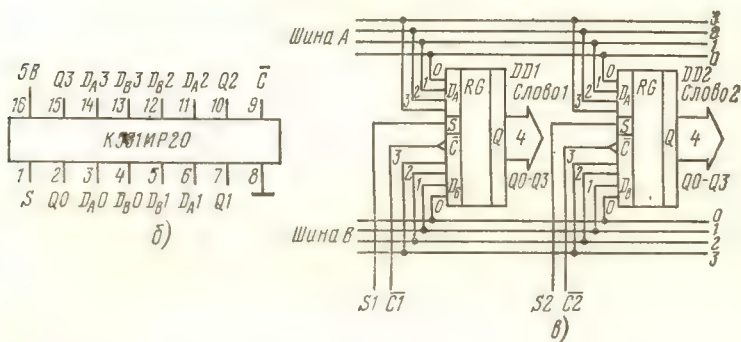 5В Q3 DA3 DB3 DB2 DA2 Q2 C̅
16 15 14 13 12 11 10 9
К531ИР20
1 2 3 4 5 6 7 8
S Q0 DA0 DB0 DB1 DA1 Q1
б)
Шина А
3
2
1
0
0
1
2
3
DA
RG
S
C̅
Q
3
2
1
DB
0
DD1
Слово1
4
Q0-Q3
0
1
2
3
DA
RG
S
C̅
Q
3
2
1
DB
0
DD2
Слово2
4
Q0-Q3
Шина В
0
1
2
3
S1 C̅1̅ S2 C̅2̅
в)